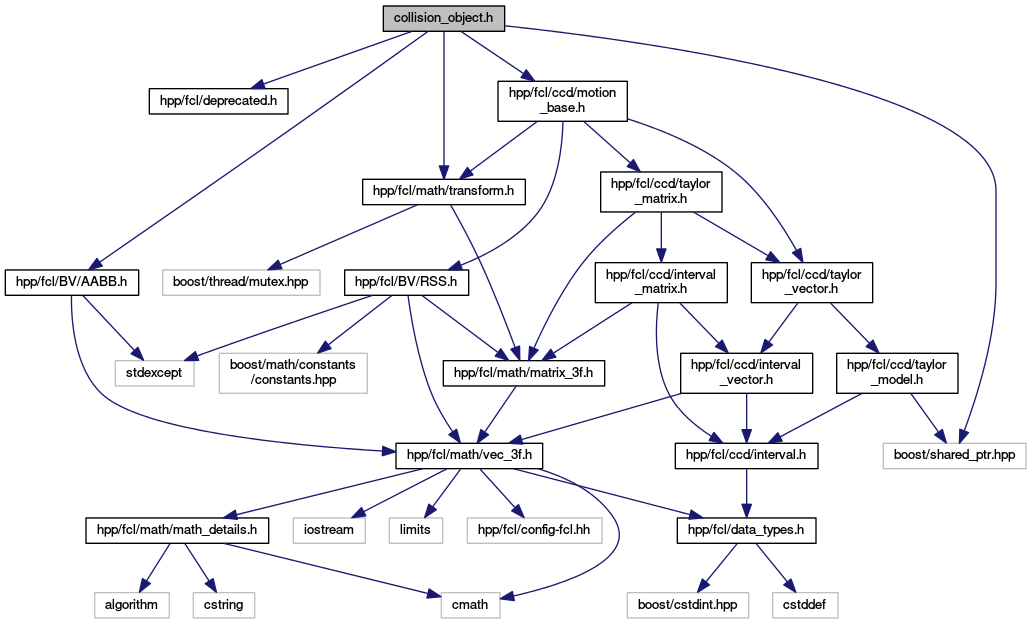 collision_object.h
hpp/fcl/deprecated.h
hpp/fcl/ccd/motion
_base.h
hpp/fcl/math/transform.h
hpp/fcl/ccd/taylor
_matrix.h
hpp/fcl/BV/AABB.h
boost/thread/mutex.hpp
hpp/fcl/BV/RSS.h
hpp/fcl/ccd/interval
_matrix.h
hpp/fcl/ccd/taylor
_vector.h
stdexcept
boost/math/constants
/constants.hpp
hpp/fcl/math/matrix_3f.h
hpp/fcl/ccd/interval
_vector.h
hpp/fcl/ccd/taylor
_model.h
hpp/fcl/math/vec_3f.h
hpp/fcl/ccd/interval.h
boost/shared_ptr.hpp
hpp/fcl/math/math_details.h
iostream
limits
hpp/fcl/config-fcl.hh
hpp/fcl/data_types.h
algorithm
cstring
cmath
boost/cstdint.hpp
cstddef